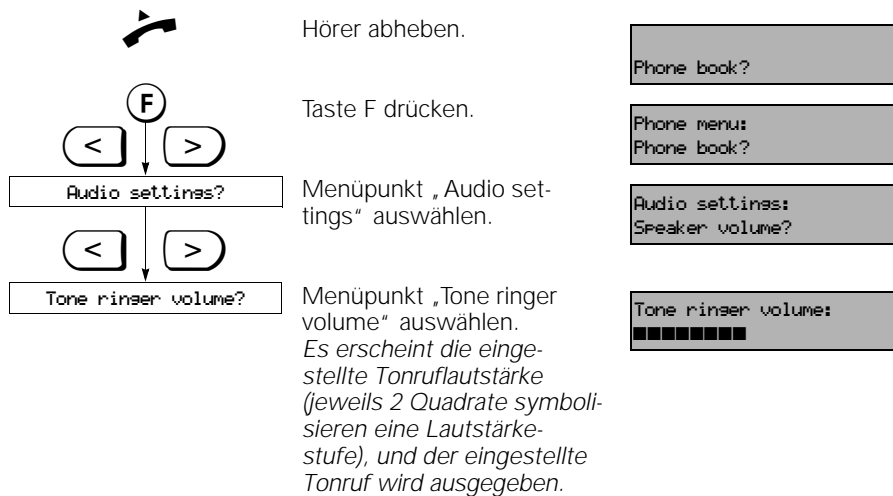 Hörer abheben.
Phone book?
F
Taste F drücken.
Phone menu:
Phone book?
< >
Audio settings?
Menüpunkt „Audio set-
tings“ auswählen.
Audio settings:
Speaker volume?
< >
Tone ringer volume?
Menüpunkt „Tone ringer
volume“ auswählen.
Es erscheint die einge-
stellte Tonruflautstärke
(jeweils 2 Quadrate symboli-
sieren eine Lautstärke-
stufe), und der eingestellte
Tonruf wird ausgegeben.
Tone ringer volume:
■■■■■■■■